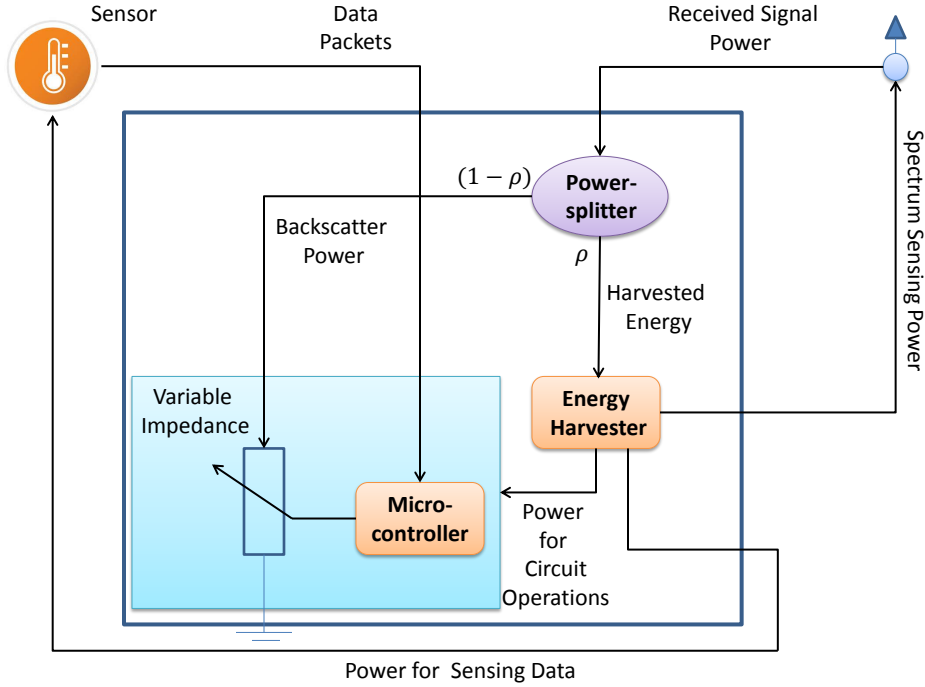 Sensor
Data
Packets
Received Signal
Power
(1 − ρ)
Power-
splitter
Backscatter
Power
ρ
Harvested
Energy
Spectrum Sensing Power
Variable
Impedance
Energy
Harvester
Micro-
controller
Power
for
Circuit
Operations
Power for Sensing Data